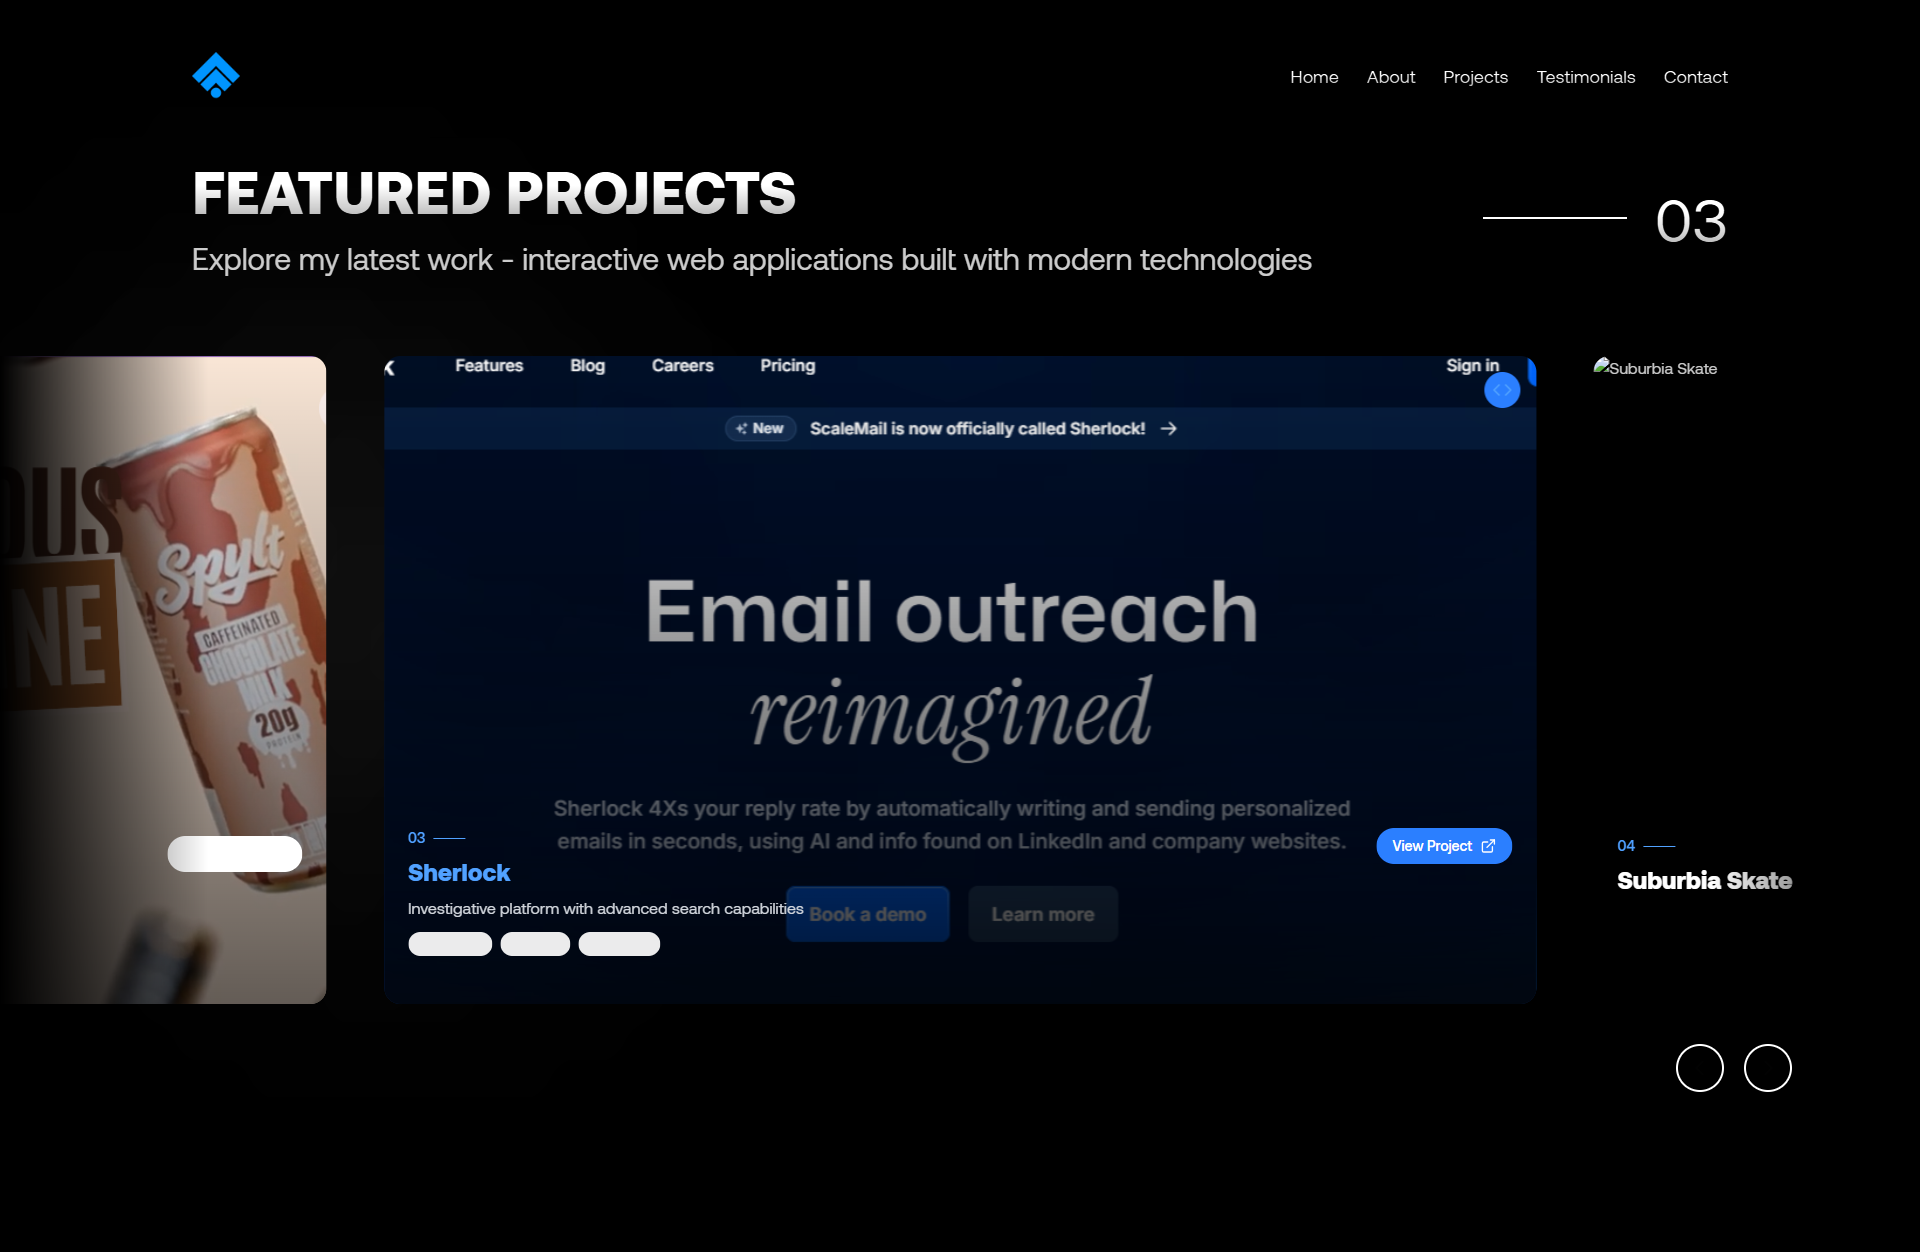 Home About Projects Testimonials Contact
FEATURED PROJECTS
Explore my latest work - interactive web applications built with modern technologies
03
OUS
INE
Spylt
CAFFEINATED
CHOCOLATE
MILK
20g
PROTEIN
k Features Blog Careers Pricing Sign in
New ScaleMail is now officially called Sherlock!
Email outreach
reimagined
Sherlock 4Xs your reply rate by automatically writing and sending personalized
emails in seconds, using AI and info found on LinkedIn and company websites.
Book a demo Learn more
03
Sherlock
Investigative platform with advanced search capabilities
View Project
Suburbia Skate
04
Suburbia Skate